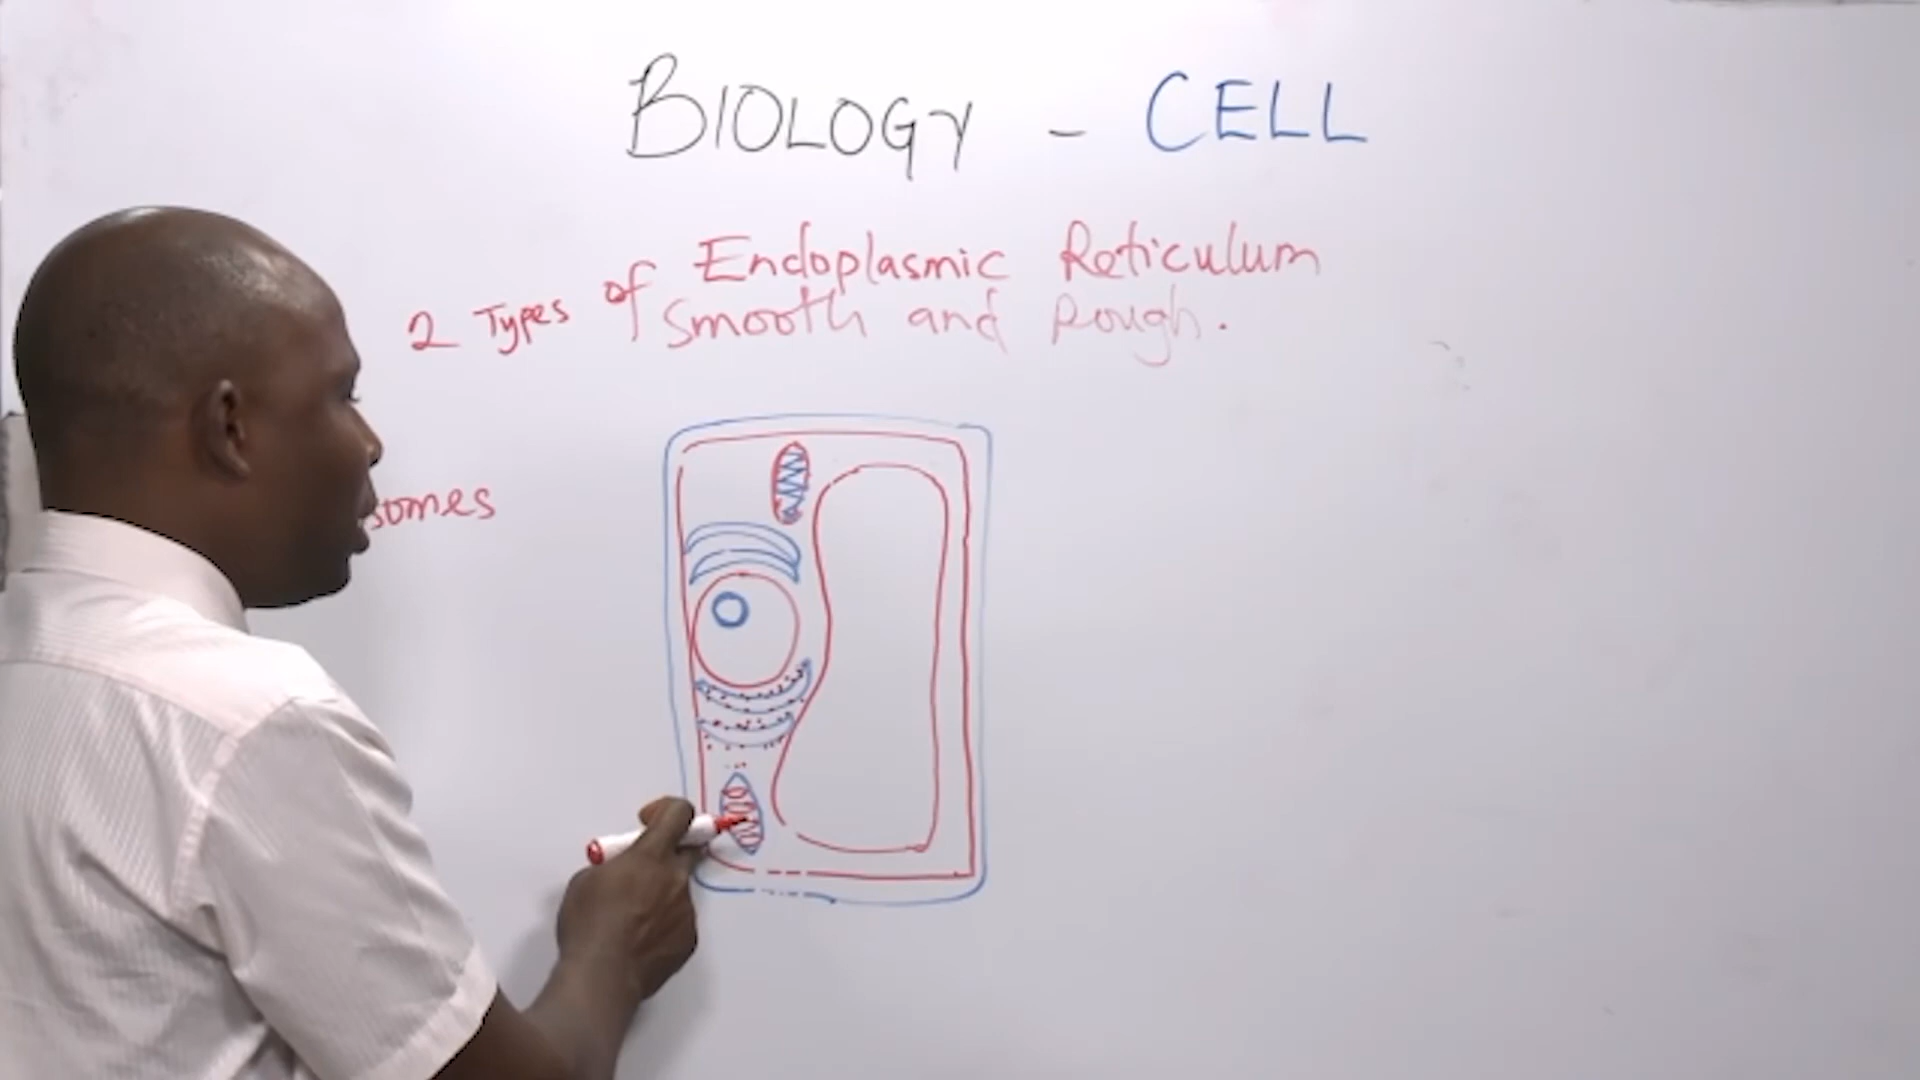 BIOLOGY - CELL
2 Types of Endoplasmic Reticulum
Smooth and Rough.
somes